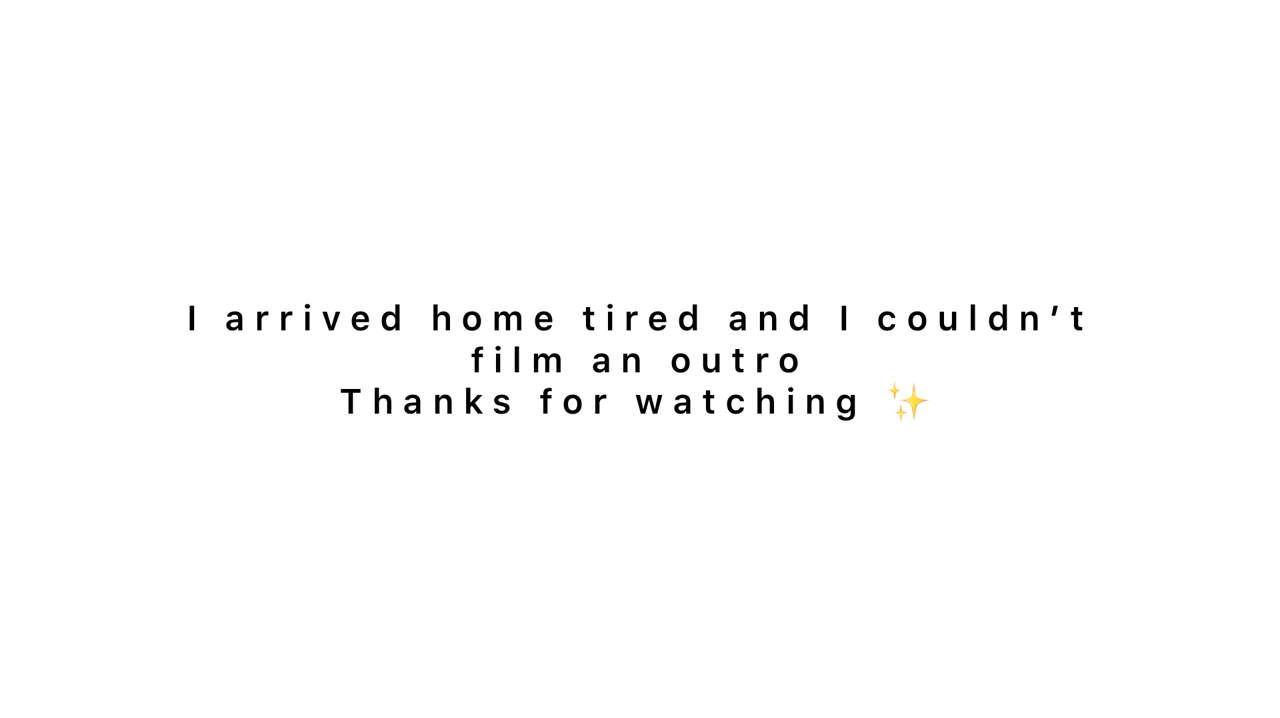 I arrived home tired and I couldn’t
film an outro
Thanks for watching ✨